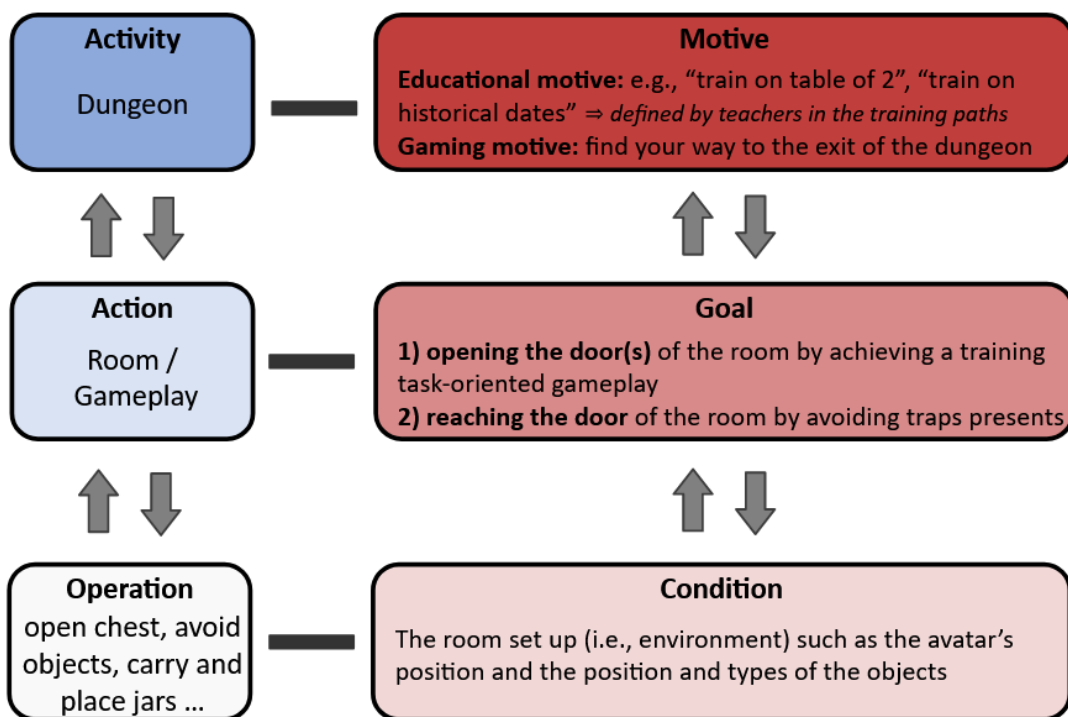 Activity
Dungeon
Motive
Educational motive: e.g., “train on table of 2”, “train on
historical dates” ⇒ defined by teachers in the training paths
Gaming motive: find your way to the exit of the dungeon
Action
Room /
Gameplay
Goal
1) opening the door(s) of the room by achieving a training
task-oriented gameplay
2) reaching the door of the room by avoiding traps presents
Operation
open chest, avoid
objects, carry and
place jars ...
Condition
The room set up (i.e., environment) such as the avatar’s
position and the position and types of the objects